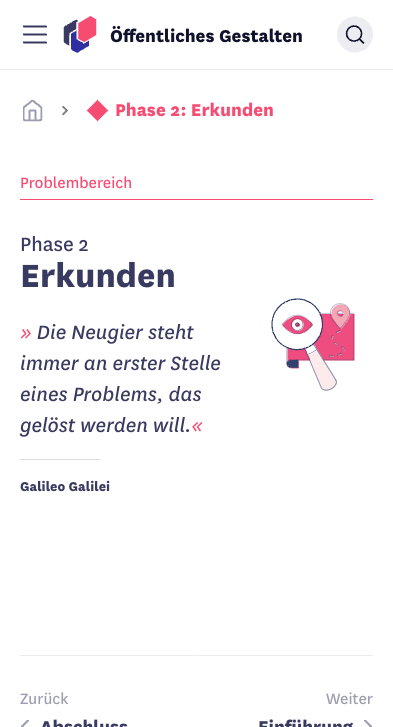 Öffentliches Gestalten
Phase 2: Erkunden
Problembereich
Phase 2
Erkunden
» Die Neugier steht
immer an erster Stelle
eines Problems, das
gelöst werden will.«
Galileo Galilei
Zurück
Weiter
Abschluss
Einführung